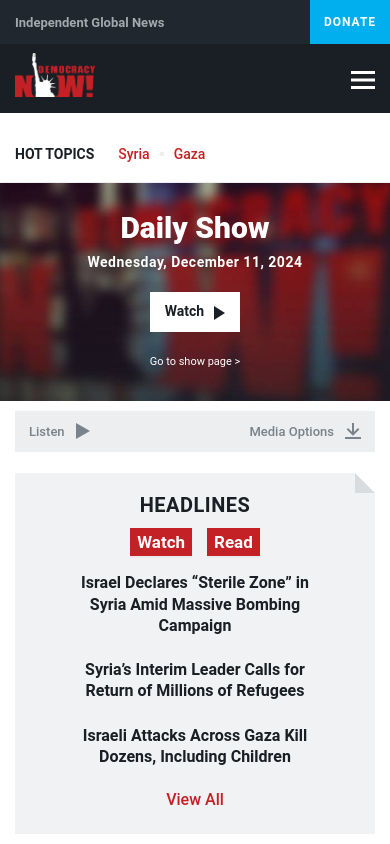 Independent Global News
DONATE
DEMOCRACY
NOW!
HOT TOPICS
Syria
Gaza
Daily Show
Wednesday, December 11, 2024
Watch
Go to show page >
Listen
Media Options
HEADLINES
Watch
Read
Israel Declares “Sterile Zone” in
Syria Amid Massive Bombing
Campaign
Syria’s Interim Leader Calls for
Return of Millions of Refugees
Israeli Attacks Across Gaza Kill
Dozens, Including Children
View All